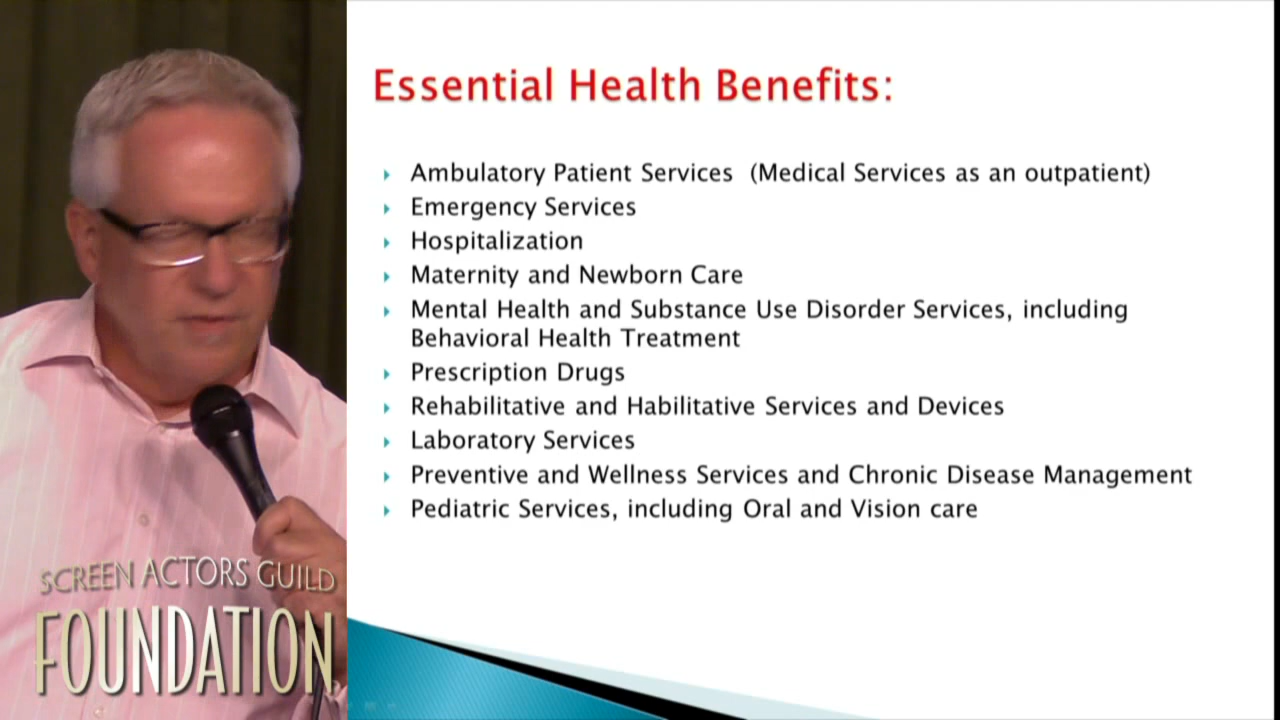 Essential Health Benefits:
Ambulatory Patient Services (Medical Services as an outpatient)
Emergency Services
Hospitalization
Maternity and Newborn Care
Mental Health and Substance Use Disorder Services, including
Behavioral Health Treatment
Prescription Drugs
Rehabilitative and Habilitative Services and Devices
Laboratory Services
Preventive and Wellness Services and Chronic Disease Management
Pediatric Services, including Oral and Vision care
SCREEN ACTORS GUILD
FOUNDATION